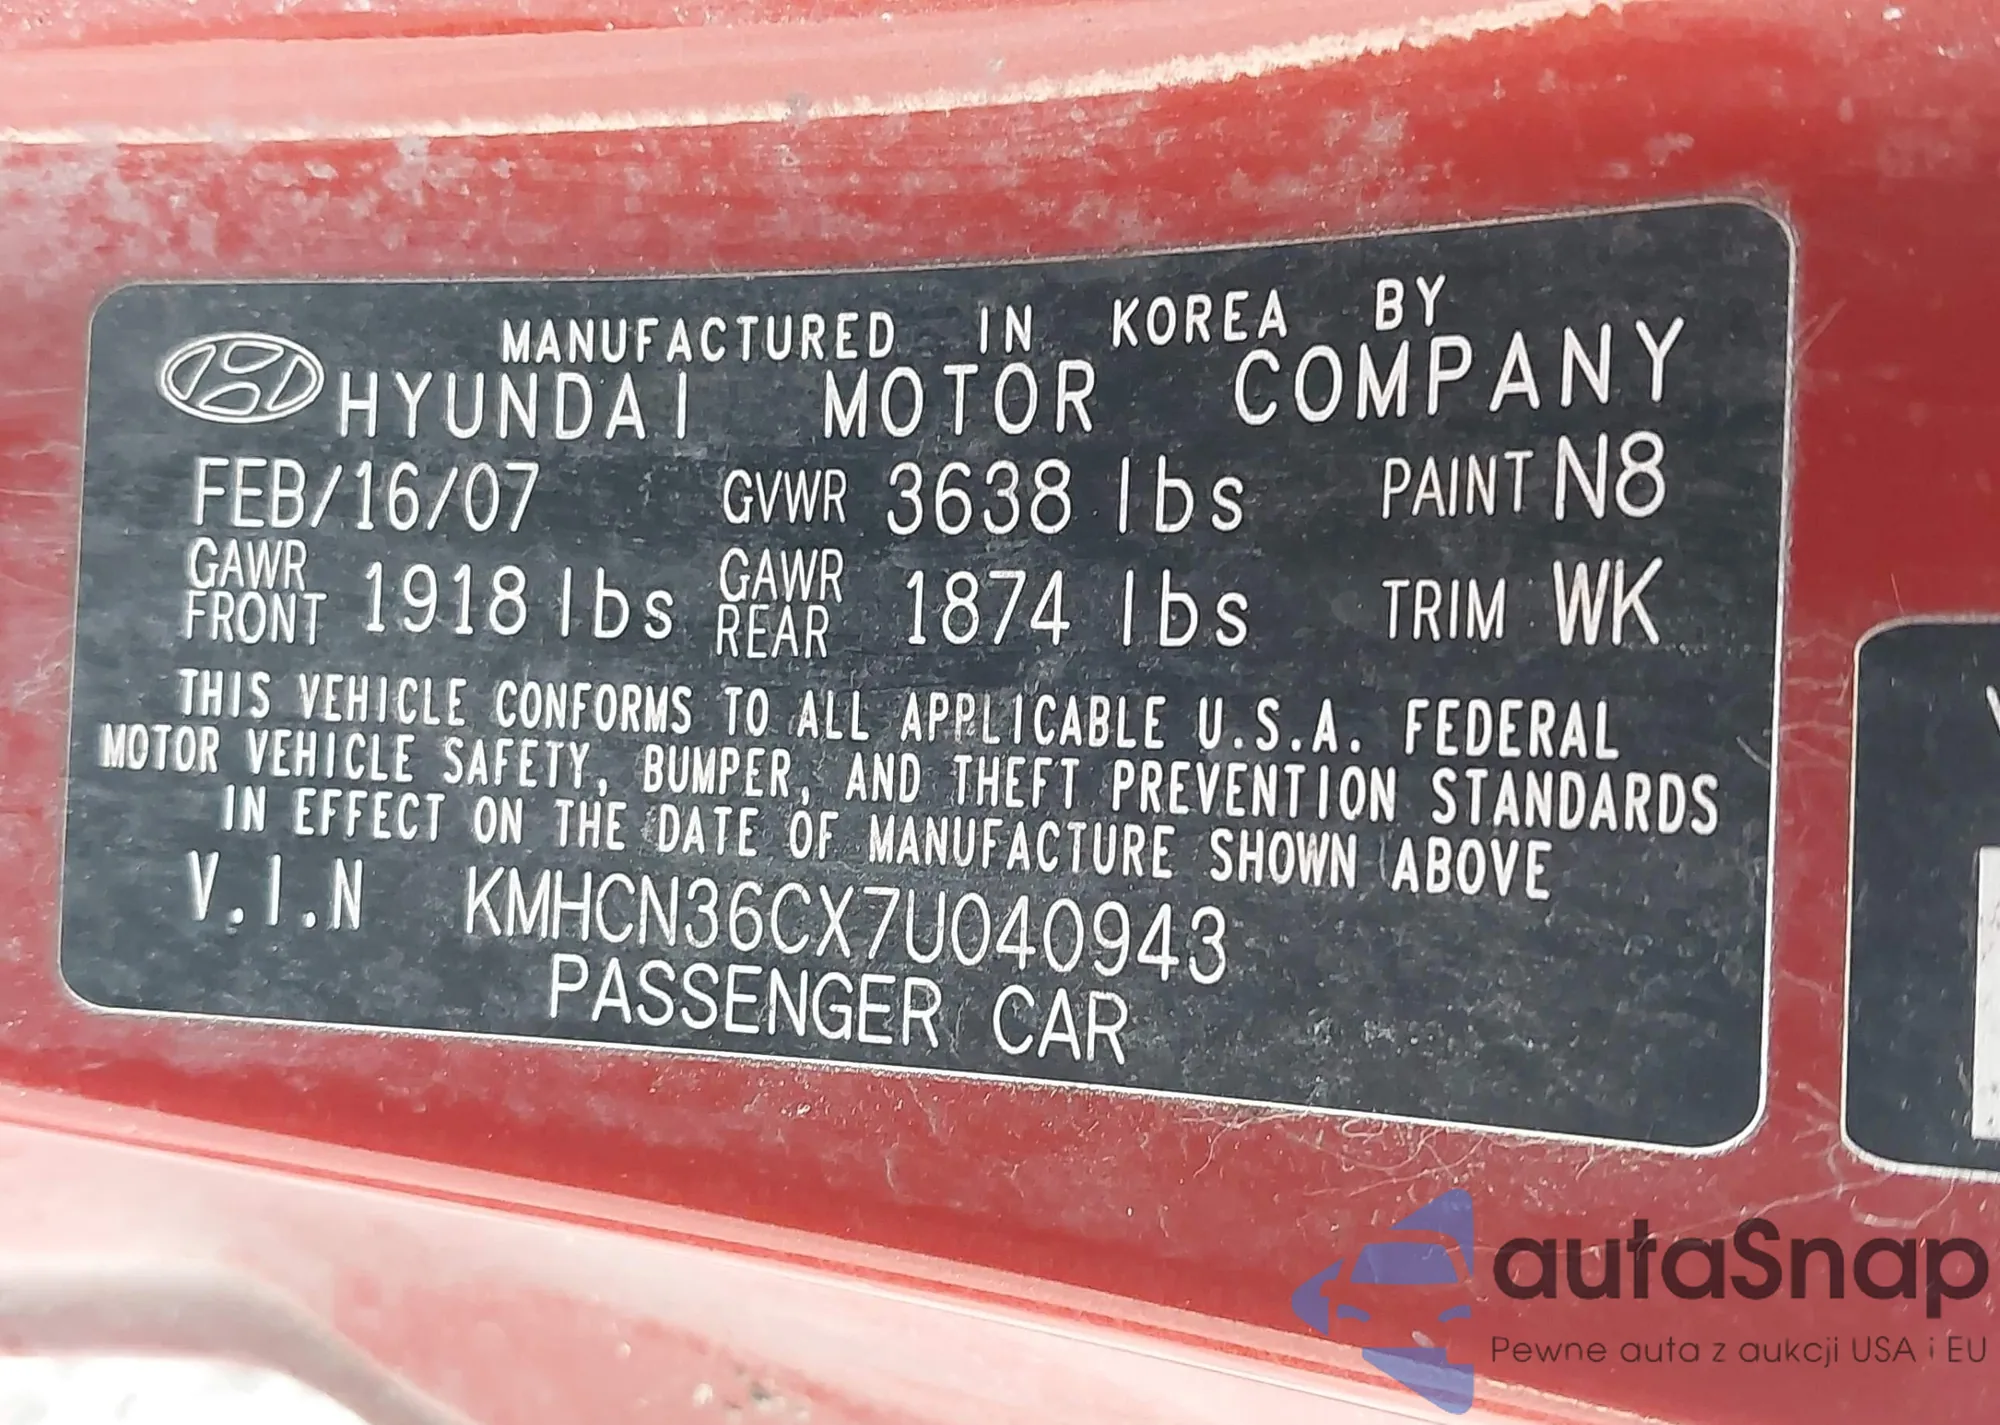 MANUFACTURED IN KOREA BY
HYUNDAI MOTOR COMPANY
FEB/16/07 GVWR 3638 lbs PAINT N8
GAWR FRONT 1918 lbs GAWR REAR 1874 lbs TRIM WK
THIS VEHICLE CONFORMS TO ALL APPLICABLE U.S.A. FEDERAL
MOTOR VEHICLE SAFETY, BUMPER, AND THEFT PREVENTION STANDARDS
IN EFFECT ON THE DATE OF MANUFACTURE SHOWN ABOVE
V.I.N KMHCN36CX7U040943
PASSENGER CAR
autaSnap
Pewne auta z aukcji USA i EU